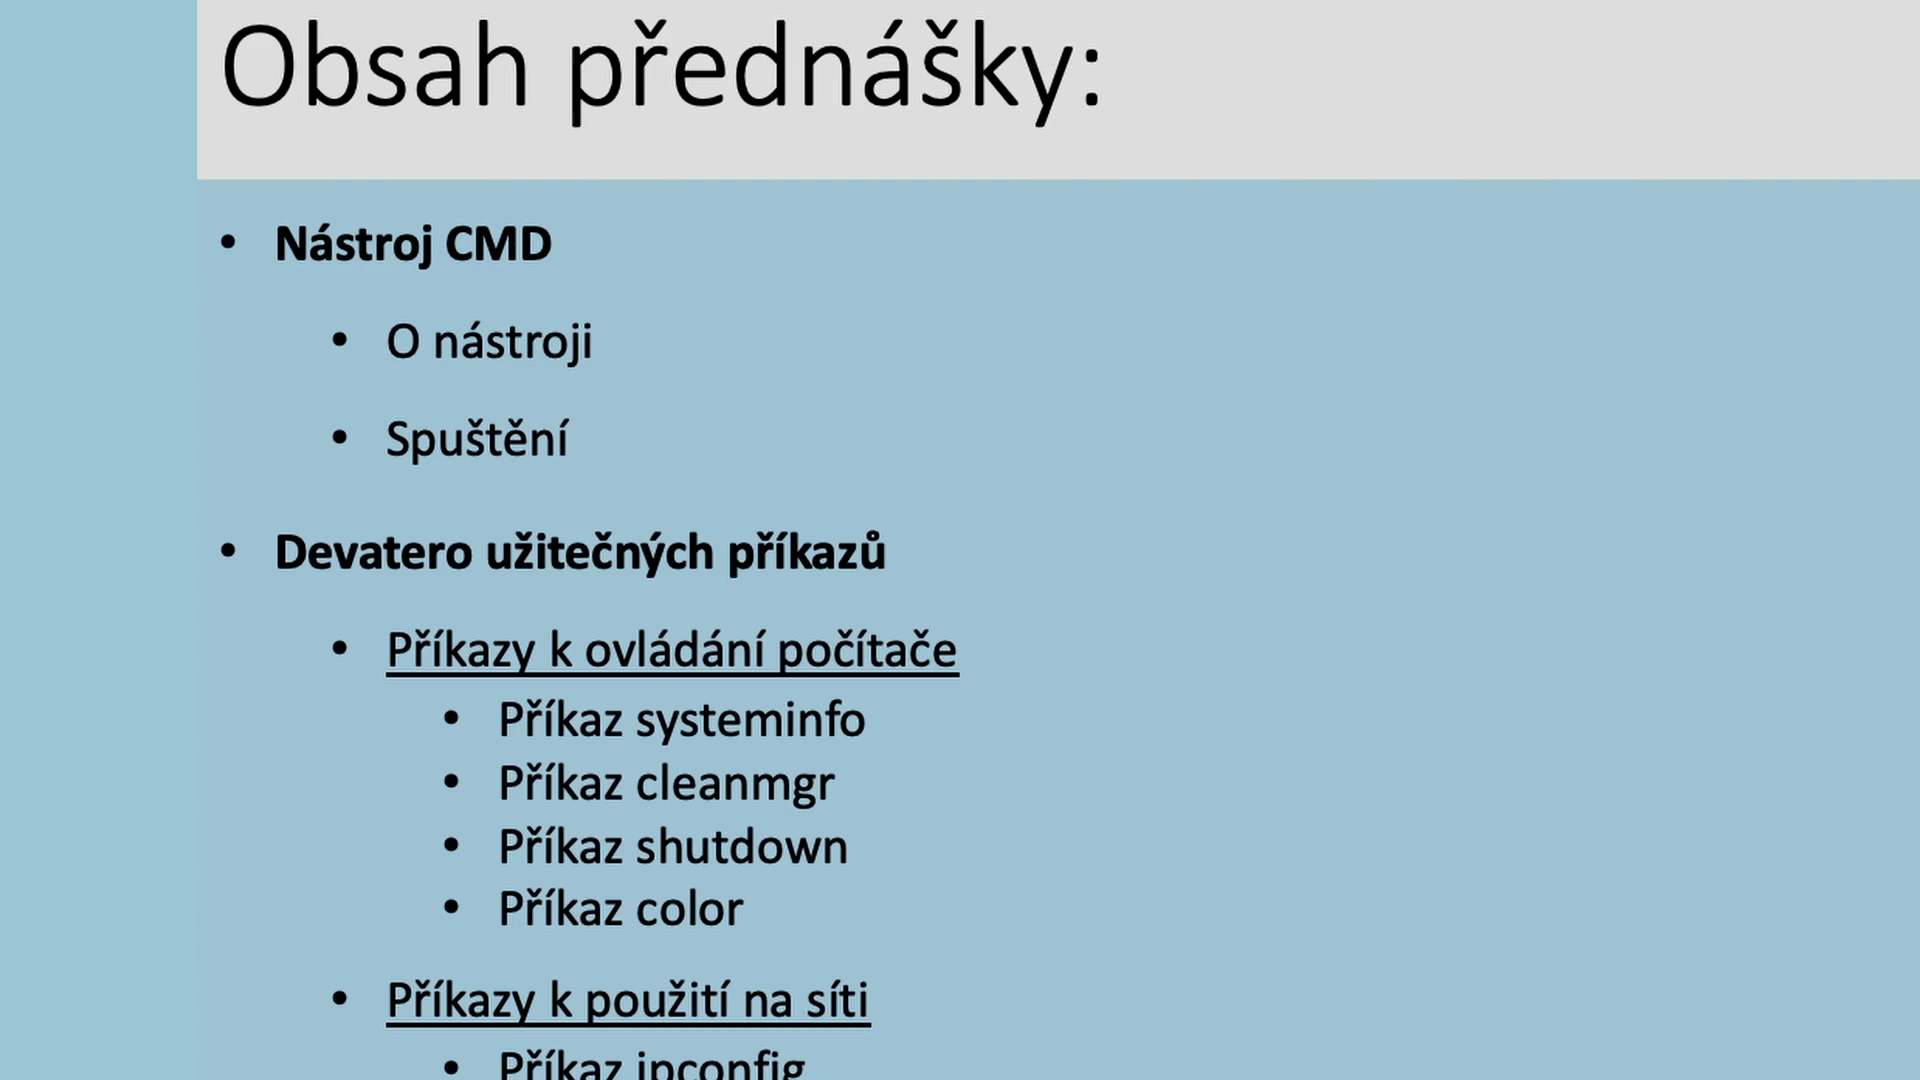 Obsah přednášky:
• Nástroj CMD
• O nástroji
• Spuštění
• Devatero užitečných příkazů
• Příkazy k ovládání počítače
• Příkaz systeminfo
• Příkaz cleanmgr
• Příkaz shutdown
• Příkaz color
• Příkazy k použití na síti
• Příkaz ipconfig